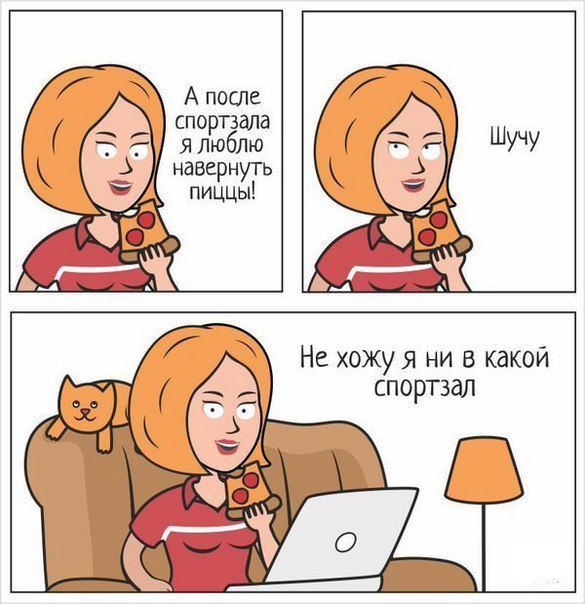 А после
спортзала
я люблю
навернуть
пиццы!
Шучу
Не хожу я ни в какой
спортзал